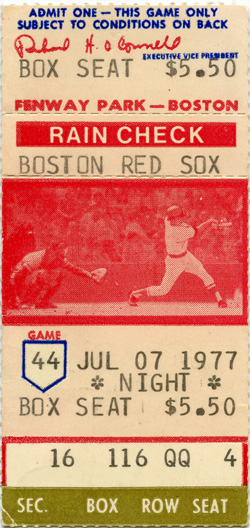 ADMIT ONE — THIS GAME ONLY
SUBJECT TO CONDITIONS ON BACK
Richard H. O'Connell
EXECUTIVE VICE PRESIDENT
BOX SEAT $5.50
FENWAY PARK — BOSTON
RAIN CHECK
BOSTON RED SOX
GAME
44 JUL 07 1977
* NIGHT *
BOX SEAT $5.50
16 116 QQ 4
SEC. BOX ROW SEAT